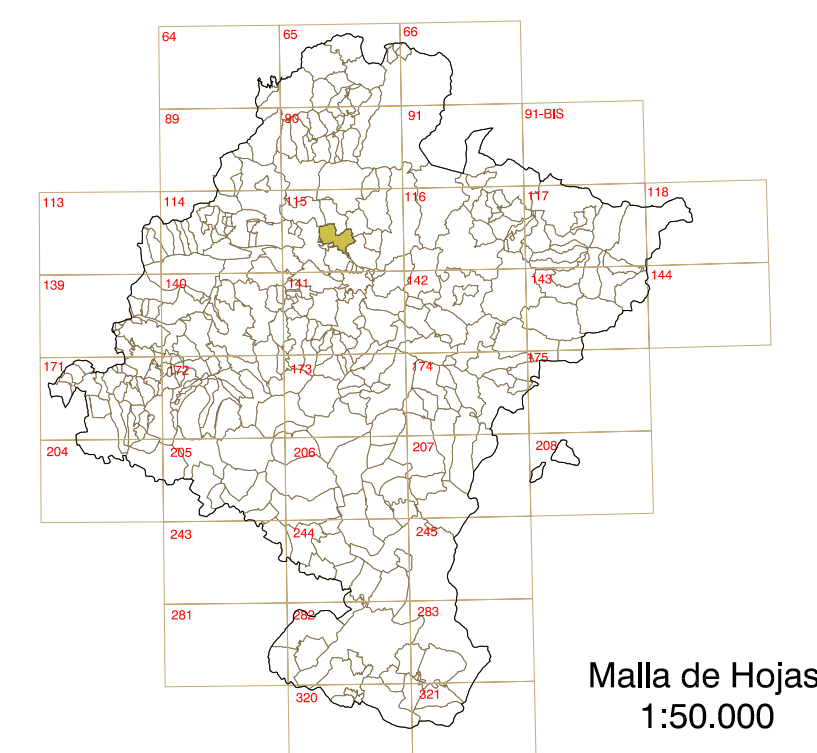 64 65 66
89 90 91 91-BIS
113 114 115 116 117 118
139 140 141 142 143 144
171 172 173 174 175
204 205 206 207 208
243 244 245
281 282 283
320 321
Malla de Hojas
1:50.000